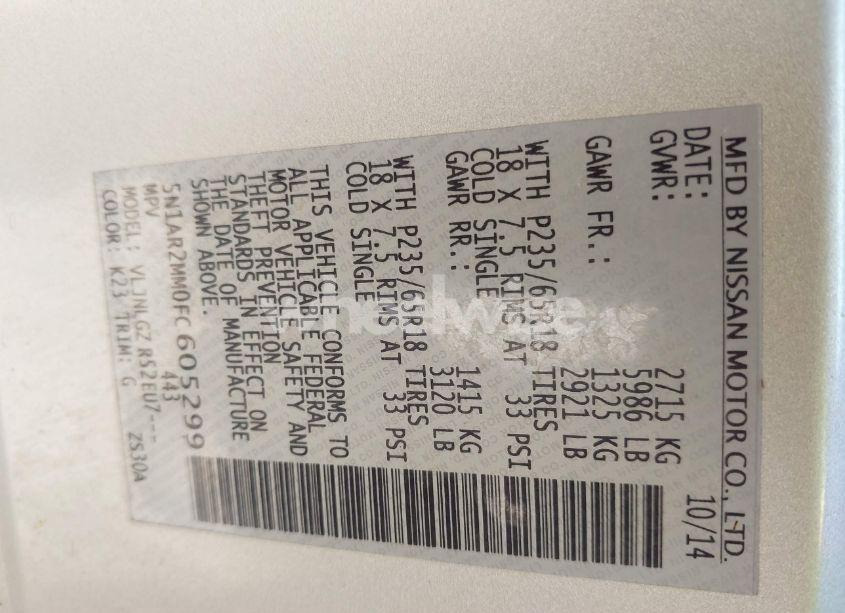 MFD BY NISSAN MOTOR CO., LTD.
DATE: 10/14
GVWR: 2715 KG
5986 LB
GAWR FR.: 1325 KG
2921 LB
WITH P235/65R18 TIRES
18 X 7.5 RIMS AT 33 PSI
COLD SINGLE
GAWR RR.: 1415 KG
3120 LB
WITH P235/65R18 TIRES
18 X 7.5 RIMS AT 33 PSI
COLD SINGLE
THIS VEHICLE CONFORMS TO
ALL APPLICABLE FEDERAL
MOTOR VEHICLE SAFETY AND
THEFT PREVENTION
STANDARDS IN EFFECT ON
THE DATE OF MANUFACTURE
SHOWN ABOVE.
5N1AR2MM0FC605299
MPV 443
MODEL: VLJNLGZ R52EU7---
COLOR: K23 TRIM: G 2S30A